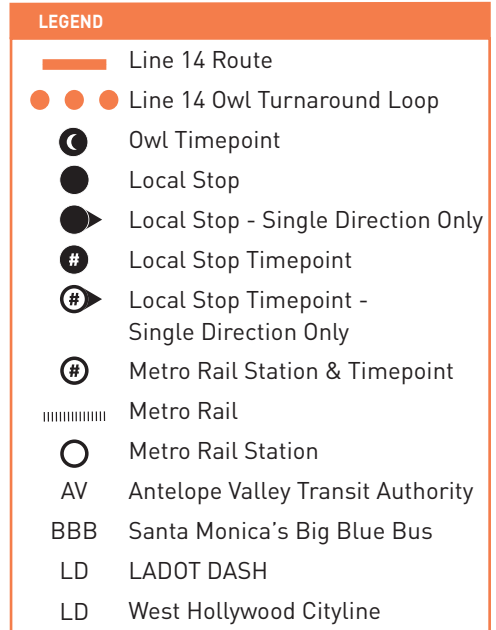 LEGEND
Line 14 Route
Line 14 Owl Turnaround Loop
Owl Timepoint
Local Stop
Local Stop - Single Direction Only
# Local Stop Timepoint
# Local Stop Timepoint -
Single Direction Only
# Metro Rail Station & Timepoint
Metro Rail
Metro Rail Station
AV Antelope Valley Transit Authority
BBB Santa Monica's Big Blue Bus
LD LADOT DASH
LD West Hollywood Cityline